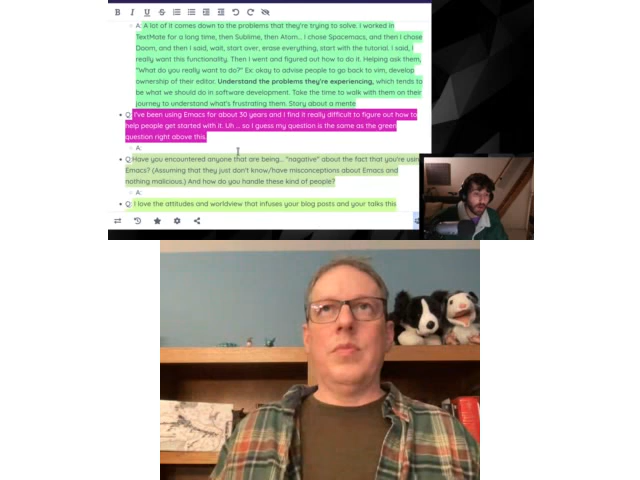 B I U S
A: A lot of it comes down to the problems that they're trying to solve. I worked in
TextMate for a long time, then Sublime, then Atom... I chose Spacemacs, and then I chose
Doom, and then I said, wait, start over, erase everything, start with the tutorial. I said, I
really want this functionality. Then I went and figured out how to do it. Helping ask them,
"What do you really want to do?" Ex: okay to advise people to go back to vim, develop
ownership of their editor. Understand the problems they're experiencing, which tends to
be what we should do in software development. Take the time to walk with them on their
journey to understand what's frustrating them. Story about a mente
Q: I've been using Emacs for about 30 years and I find it really difficult to figure out how to
help people get started with it. Uh ... so I guess my question is the same as the green
question right above this.
A:
Q: Have you encountered anyone that are being... "nagative" about the fact that you're usin
Emacs? (Assuming that they just don't know/have misconceptions about Emacs and
nothing malicious.) And how do you handle these kind of people?
A:
Q: I love the attitudes and worldview that infuses your blog posts and your talks this